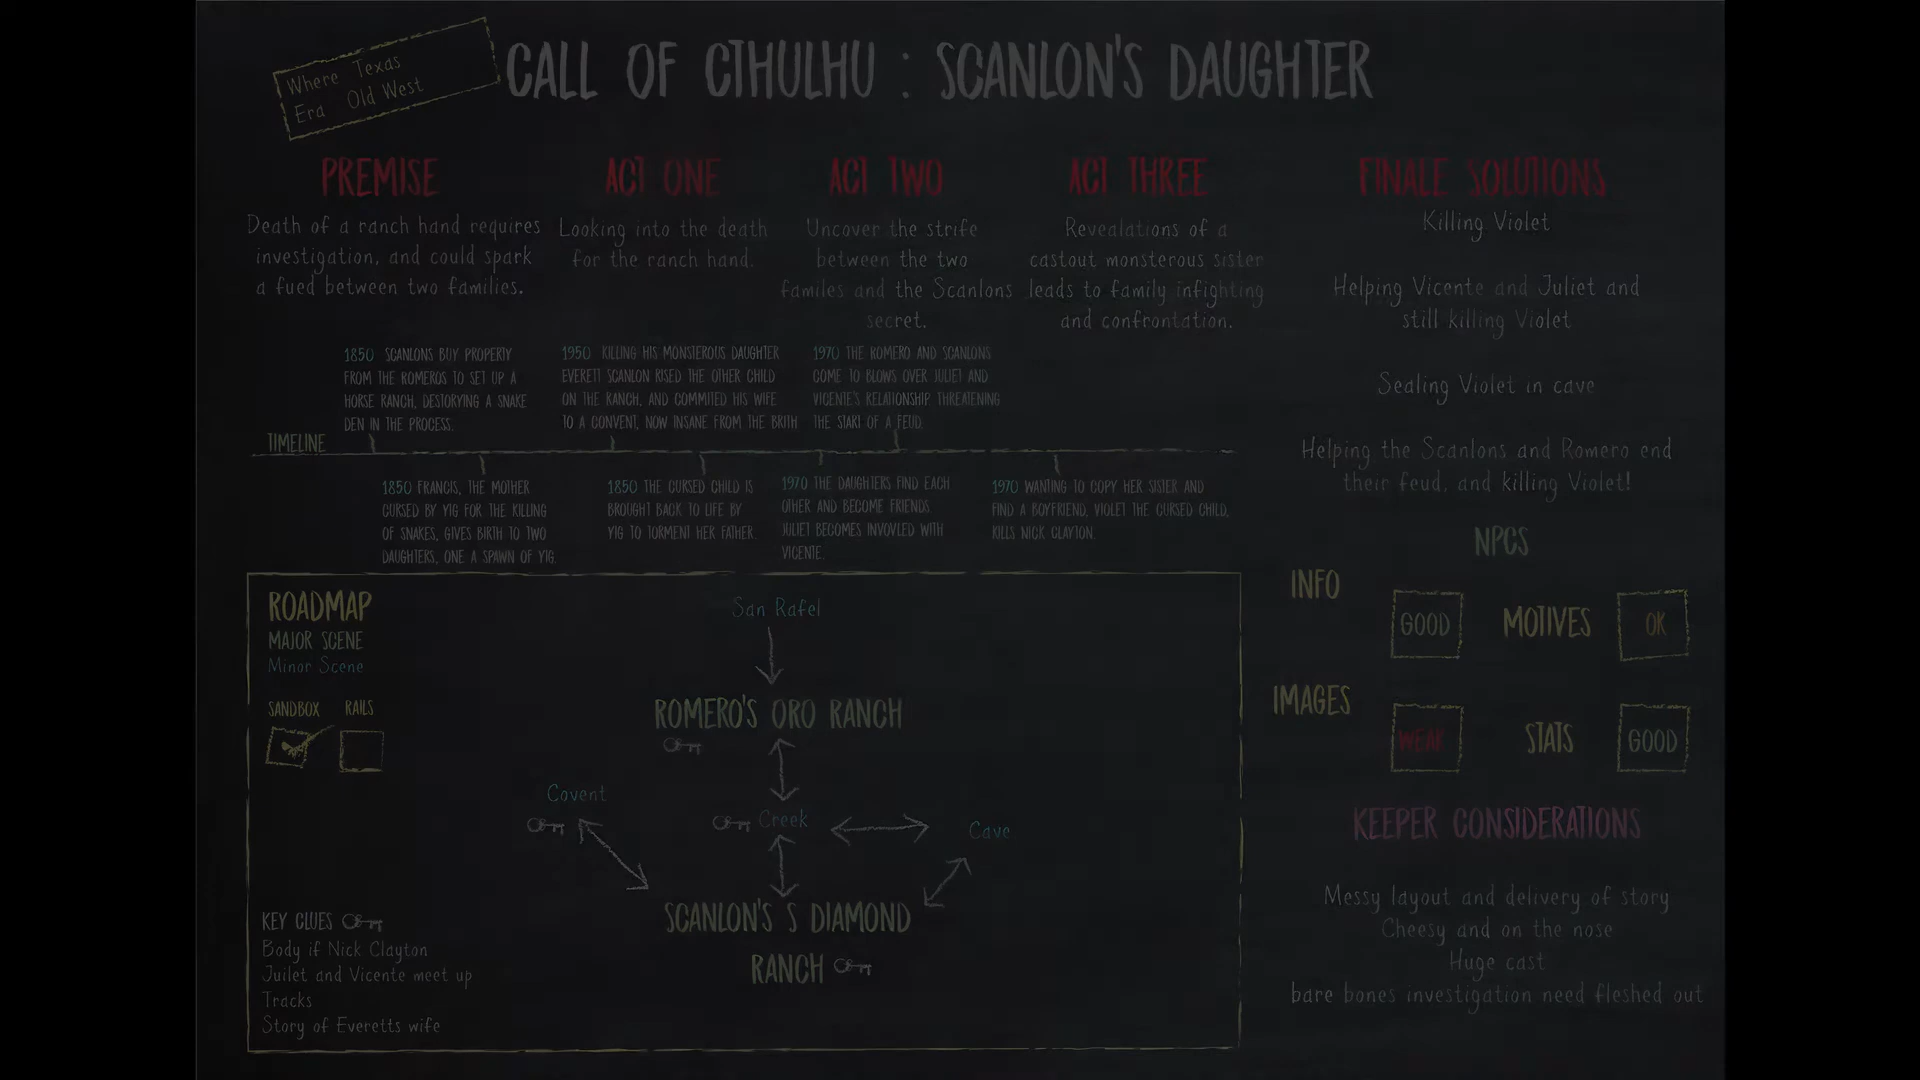 Where Texas
Era Old West
CALL OF CTHULHU : SCANLON'S DAUGHTER
PREMISE
Death of a ranch hand requires
investigation, and could spark
a fued between two families.
ACT ONE
Looking into the death
for the ranch hand.
ACT TWO
Uncover the strife
between the two
familes and the Scanlons
secret.
ACT THREE
Revealations of a
castout monsterous sister
leads to family infighting
and confrontation.
FINALE SOLUTIONS
Killing Violet
Helping Vicente and Juliet and
still killing Violet
Sealing Violet in cave
Helping the Scanlons and Romero end
their feud, and killing Violet!
TIMELINE
1850 SCANLONS BUY PROPERTY
FROM THE ROMEROS TO SET UP A
HORSE RANCH, DESTORYING A SNAKE
DEN IN THE PROCESS.
1950 KILLING HIS MONSTEROUS DAUGHTER
EVERETT SCANLON RISED THE OTHER CHILD
ON THE RANCH, AND COMMITED HIS WIFE
TO A CONVENT, NOW INSANE FROM THE BRITH
1970 THE ROMERO AND SCANLONS
COME TO BLOWS OVER JULIET AND
VICENTE'S RELATIONSHIP THREATENING
THE START OF A FEUD.
1850 FRANCIS, THE MOTHER
CURSED BY YIG FOR THE KILLING
OF SNAKES, GIVES BIRTH TO TWO
DAUGHTERS, ONE A SPAWN OF YIG.
1850 THE CURSED CHILD IS
BROUGHT BACK TO LIFE BY
YIG TO TORMENT HER FATHER.
1970 THE DAUGHTERS FIND EACH
OTHER AND BECOME FRIENDS
JULIET BECOMES INVOVLED WITH
VICENTE.
1970 WANTING TO COPY HER SISTER AND
FIND A BOYFRIEND, VIOLET THE CURSED CHILD,
KILLS NICK CLAYTON.
ROADMAP
MAJOR SCENE
Minor Scene
SANDBOX RAILS
San Rafel
ROMERO'S ORO RANCH
Covent
Creek
Cave
SCANLON'S S DIAMOND
RANCH
KEY CLUES
Body if Nick Clayton
Juilet and Vicente meet up
Tracks
Story of Everetts wife
NPCS
INFO
GOOD
MOTIVES
OK
IMAGES
WEAK
STATS
GOOD
KEEPER CONSIDERATIONS
Messy layout and delivery of story
Cheesy and on the nose
Huge cast
bare bones investigation need fleshed out